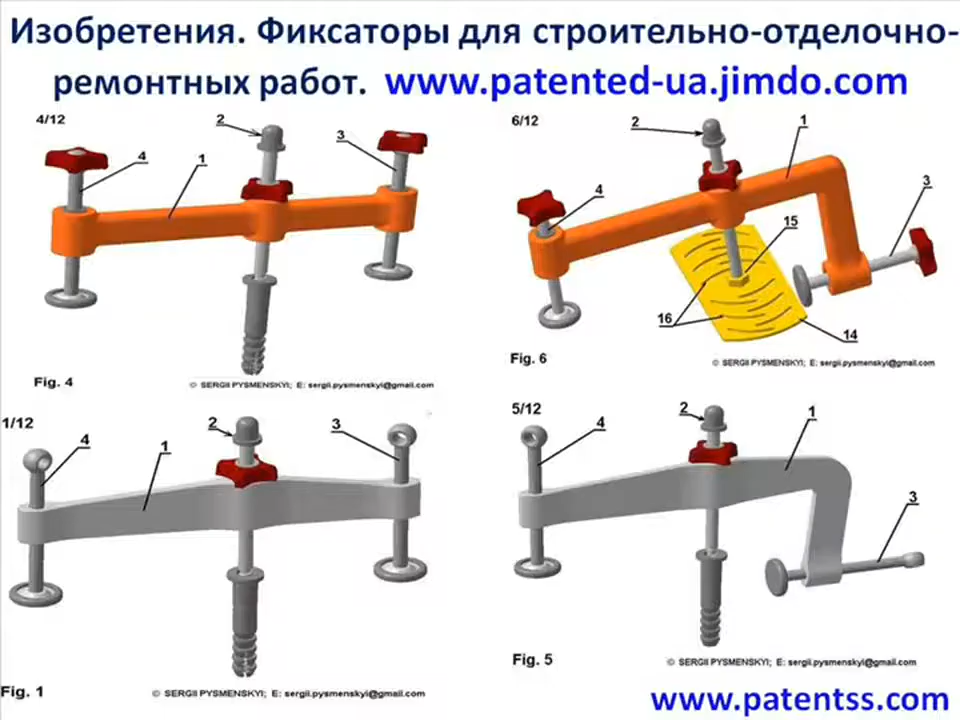 Изобретения. Фиксаторы для строительно-отделочно-
ремонтных работ. www.patented-ua.jimdo.com
4/12
2
3
4
1
Fig. 4
© SERGII PYSMENSKYI; E: sergii.pysmenskyi@gmail.com
6/12
2
1
4
3
15
16
14
Fig. 6
© SERGII PYSMENSKYI; E: sergii.pysmenskyi@gmail.com
1/12
4
1
2
3
Fig. 1
© SERGII PYSMENSKYI; E: sergii.pysmenskyi@gmail.com
5/12
4
2
1
3
Fig. 5
© SERGII PYSMENSKYI; E: sergii.pysmenskyi@gmail.com
www.patentss.com